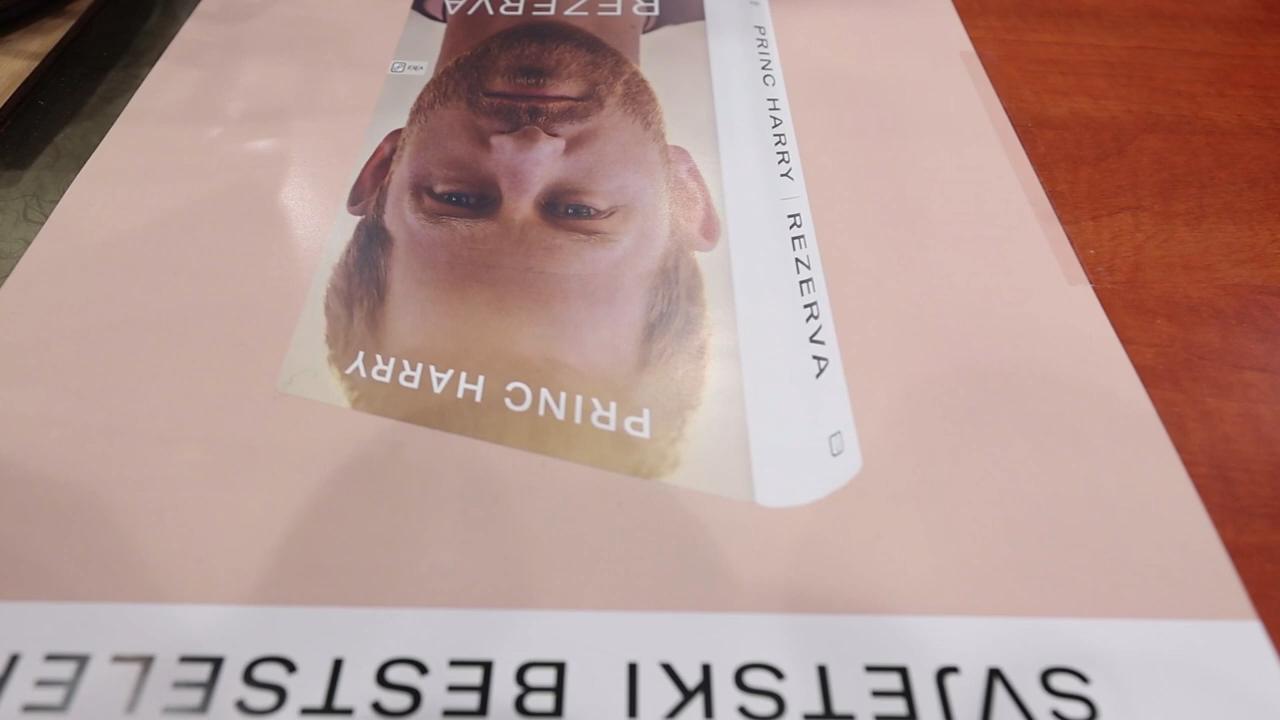 SVJETSKI BESTSELE
PRINC HARRY
REZERVA
PRINC HARRY | REZERVA